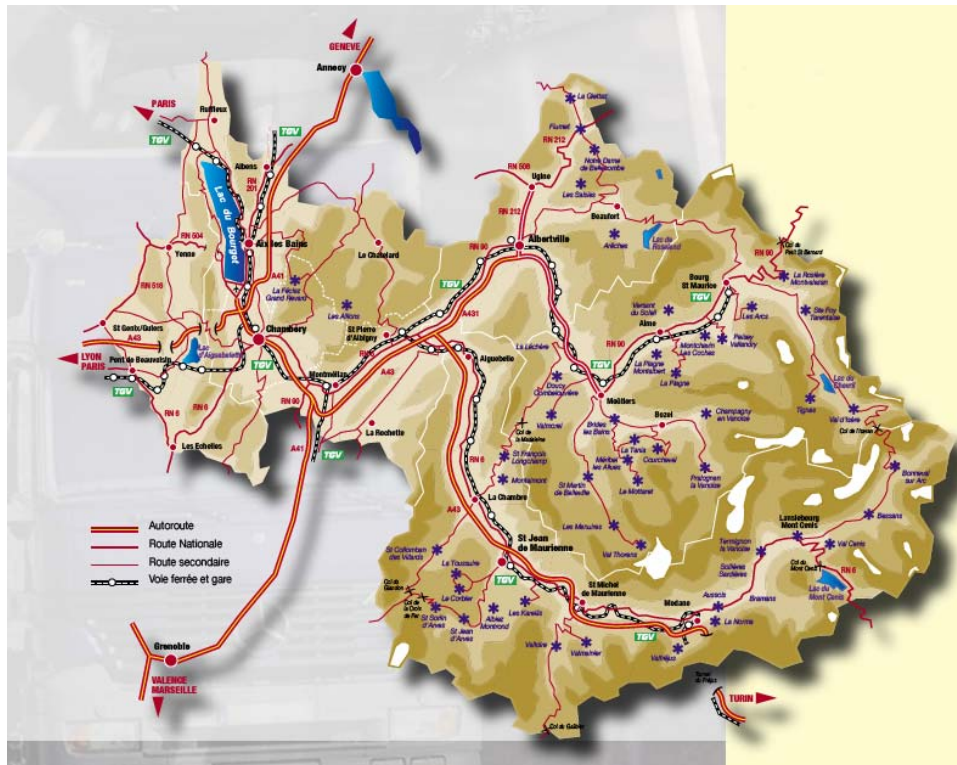 GENEVE
Annecy
PARIS
Ruffieux
TGV
TGV
Albens
RN
201
Lac du Bourget
RN 504
Yenne
Aix les Bains
Le Chatelard
A41
La Féclaz
Grand Revard
Les Aillons
RN 516
St Genix/Guiers
A43
Chambéry
St Pierre
d'Albigny
LYON
PARIS
Pont de Beauvoisin
Lac
d'Aiguebelette
TGV
TGV
Montmélian
RN 6
A43
Aiguebelle
RN 6
RN 6
RN 90
Les Echelles
A41
La Rochette
TGV
La Giettaz
Flumet
RN 212
Notre Dame
de Bellecombe
RN 508
Ugine
Les Saisies
RN 212
Beaufort
RN 90
Albertville
Arêches
Lac de
Roselend
Col du
Petit St Bernard
RN 90
TGV
A431
Bourg
St Maurice
TGV
La Rosière
Montvalezan
Versant
du Soleil
Les Arcs
Ste Foy
Tarentaise
Aime
Montchavin
Les Coches
Peisey
Vallandry
La Léchère
RN 90
TGV
La Plagne
Montalbert
La Plagne
Doucy
Combelouvière
Moûtiers
Lac du
Chevril
Tignes
Val d'Isère
Col de l'Iseran
Valmorel
Brides
les Bains
Bozel
Champagny
en Vanoise
Col de
la Madeleine
La Tania
Courchevel
St François
Longchamp
Méribel
les Allues
Pralognan
la Vanoise
Le Mottaret
Bonneval
sur Arc
RN 6
Montaimont
St Martin
de Belleville
La Chambre
A43
Bessans
Lanslebourg
Mont Cenis
Les Menuires
Val Thorens
Termignon
la Vanoise
Val Cenis
St Jean
de Maurienne
TGV
Sollières
Sardières
Col du
Mont Cenis
RN 6
Lac du
Mont Cenis
St Colomban
des Villards
La Toussuire
Col du
Glandon
Le Corbier
Col de
la Croix
de Fer
St Sorlin
d'Arves
St Jean
d'Arves
Albiez
Montrond
Les Karellis
St Michel
de Maurienne
Aussois
Bramans
Modane
La Norma
TGV
Valloire
Valmeinier
Valfréjus
Col du Galibier
Tunnel
du Fréjus
TURIN
Autoroute
Route Nationale
Route secondaire
Voie ferrée et gare
Grenoble
VALENCE
MARSEILLE